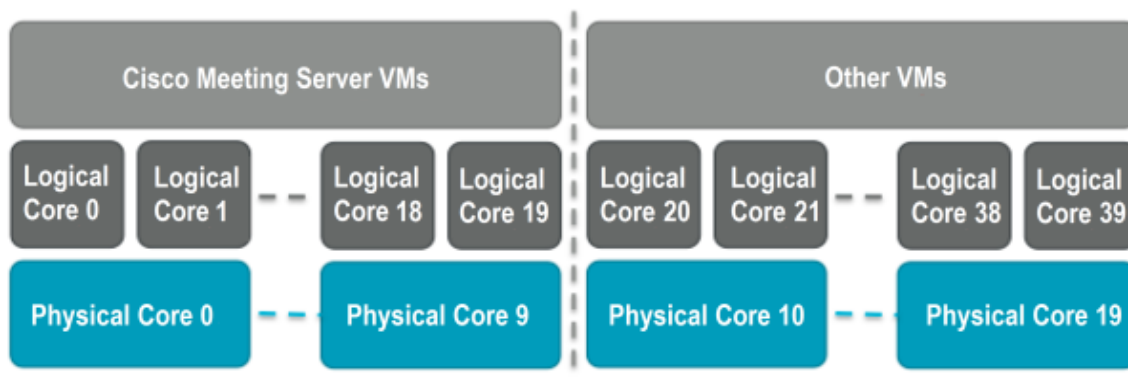 Cisco Meeting Server VMs
Other VMs
Logical
Core 0
Logical
Core 1
Logical
Core 18
Logical
Core 19
Logical
Core 20
Logical
Core 21
Logical
Core 38
Logical
Core 39
Physical Core 0
Physical Core 9
Physical Core 10
Physical Core 19